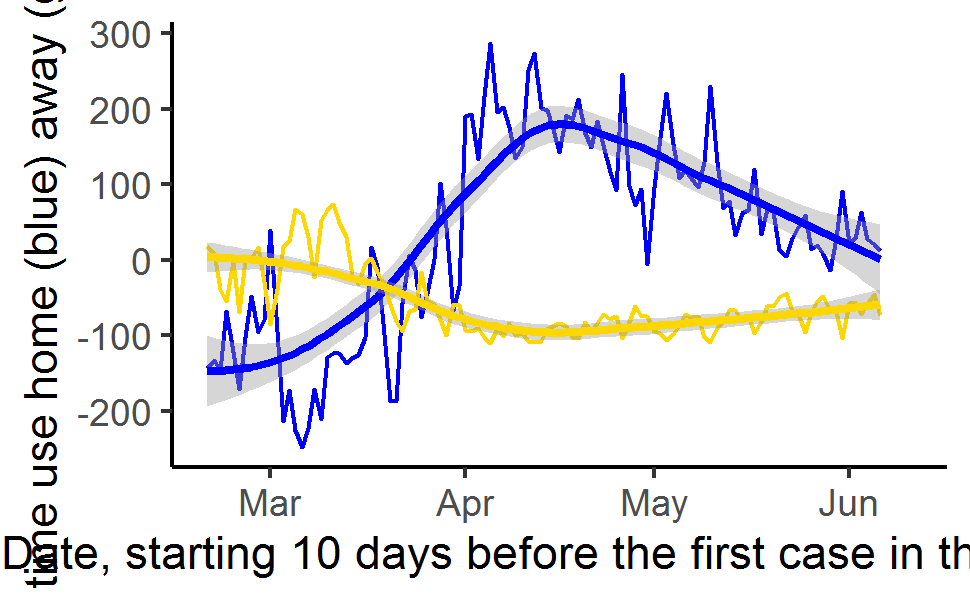 time use home (blue) away (
300
200
100
0
-100
-200
Mar Apr May Jun
Date, starting 10 days before the first case in th